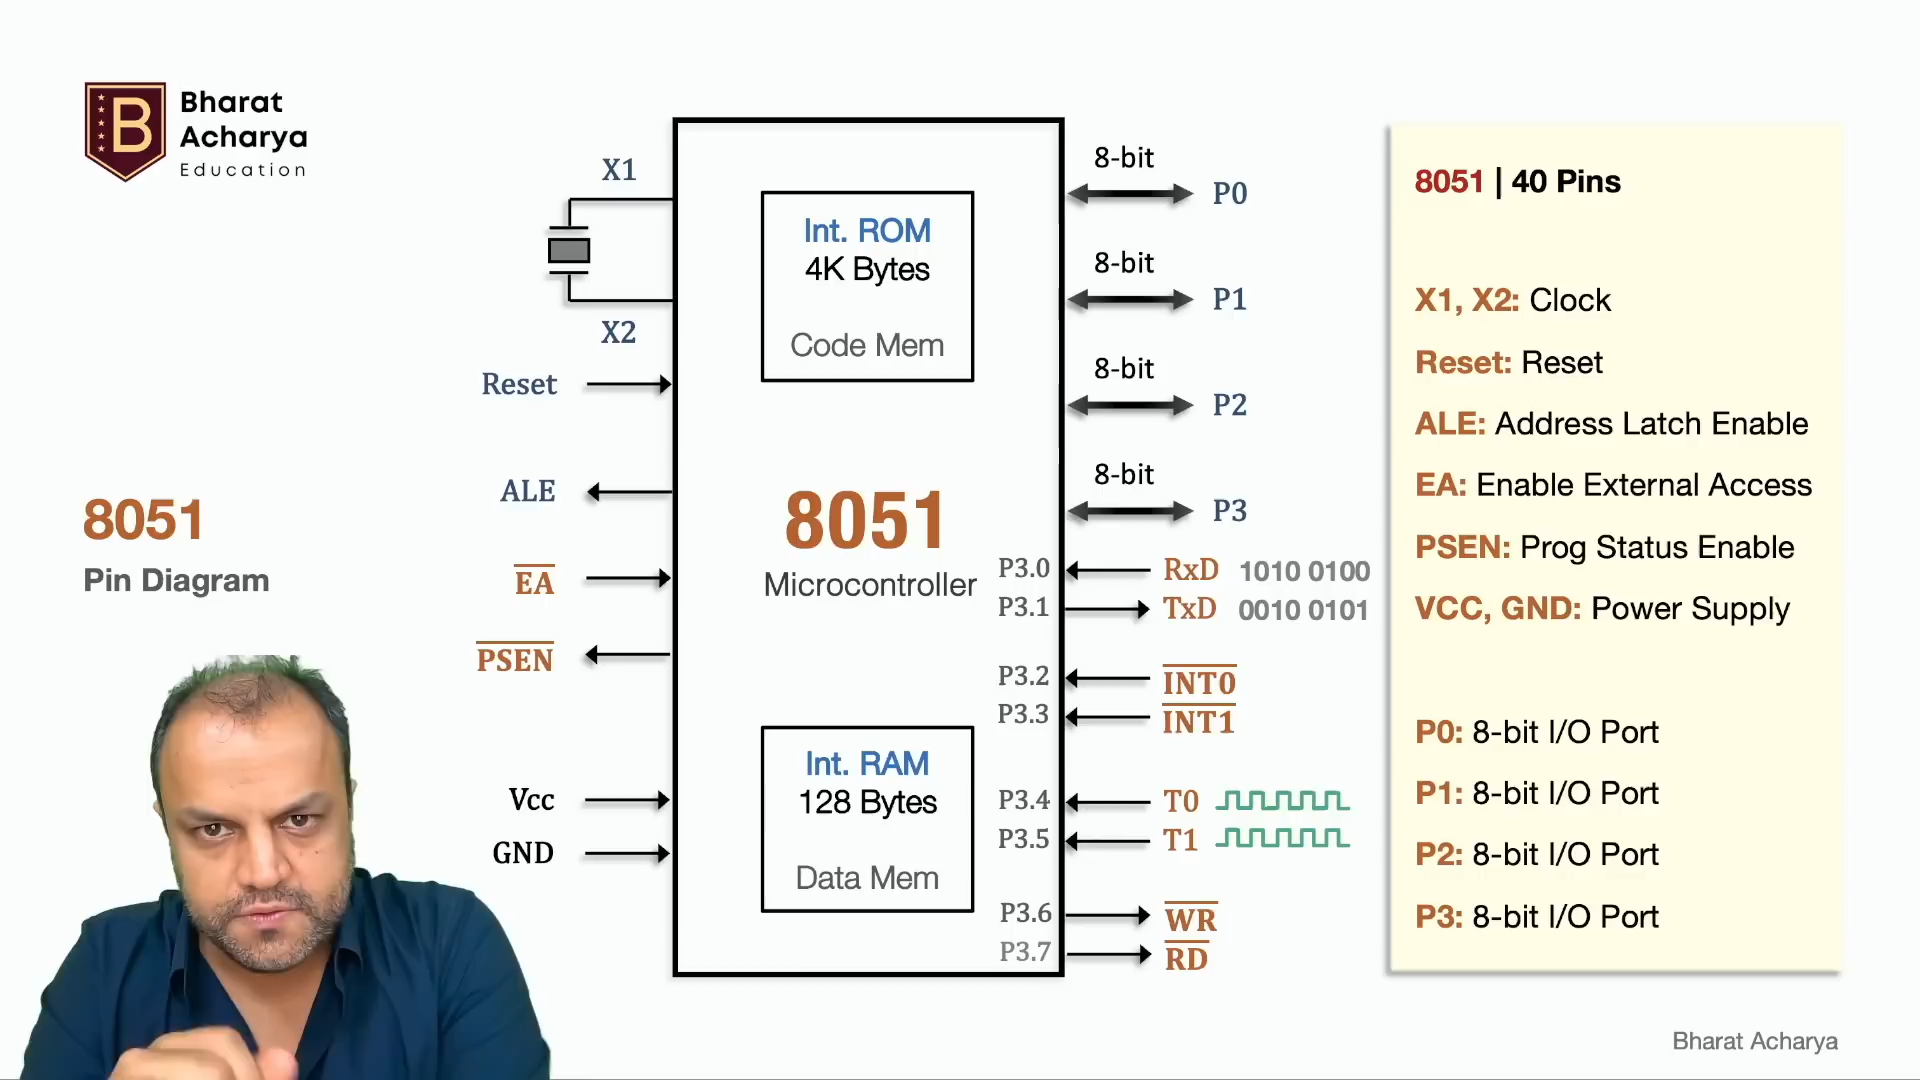 Bharat
Acharya
Education
8051
Pin Diagram
X1
X2
Reset
ALE
EA
PSEN
Vcc
GND
Int. ROM
4K Bytes
Code Mem
8051
Microcontroller
Int. RAM
128 Bytes
Data Mem
8-bit
P0
8-bit
P1
8-bit
P2
8-bit
P3
P3.0 RxD 1010 0100
P3.1 TxD 0010 0101
P3.2 INT0
P3.3 INT1
P3.4 T0
P3.5 T1
P3.6 WR
P3.7 RD
8051 | 40 Pins
X1, X2: Clock
Reset: Reset
ALE: Address Latch Enable
EA: Enable External Access
PSEN: Prog Status Enable
VCC, GND: Power Supply
P0: 8-bit I/O Port
P1: 8-bit I/O Port
P2: 8-bit I/O Port
P3: 8-bit I/O Port
Bharat Acharya